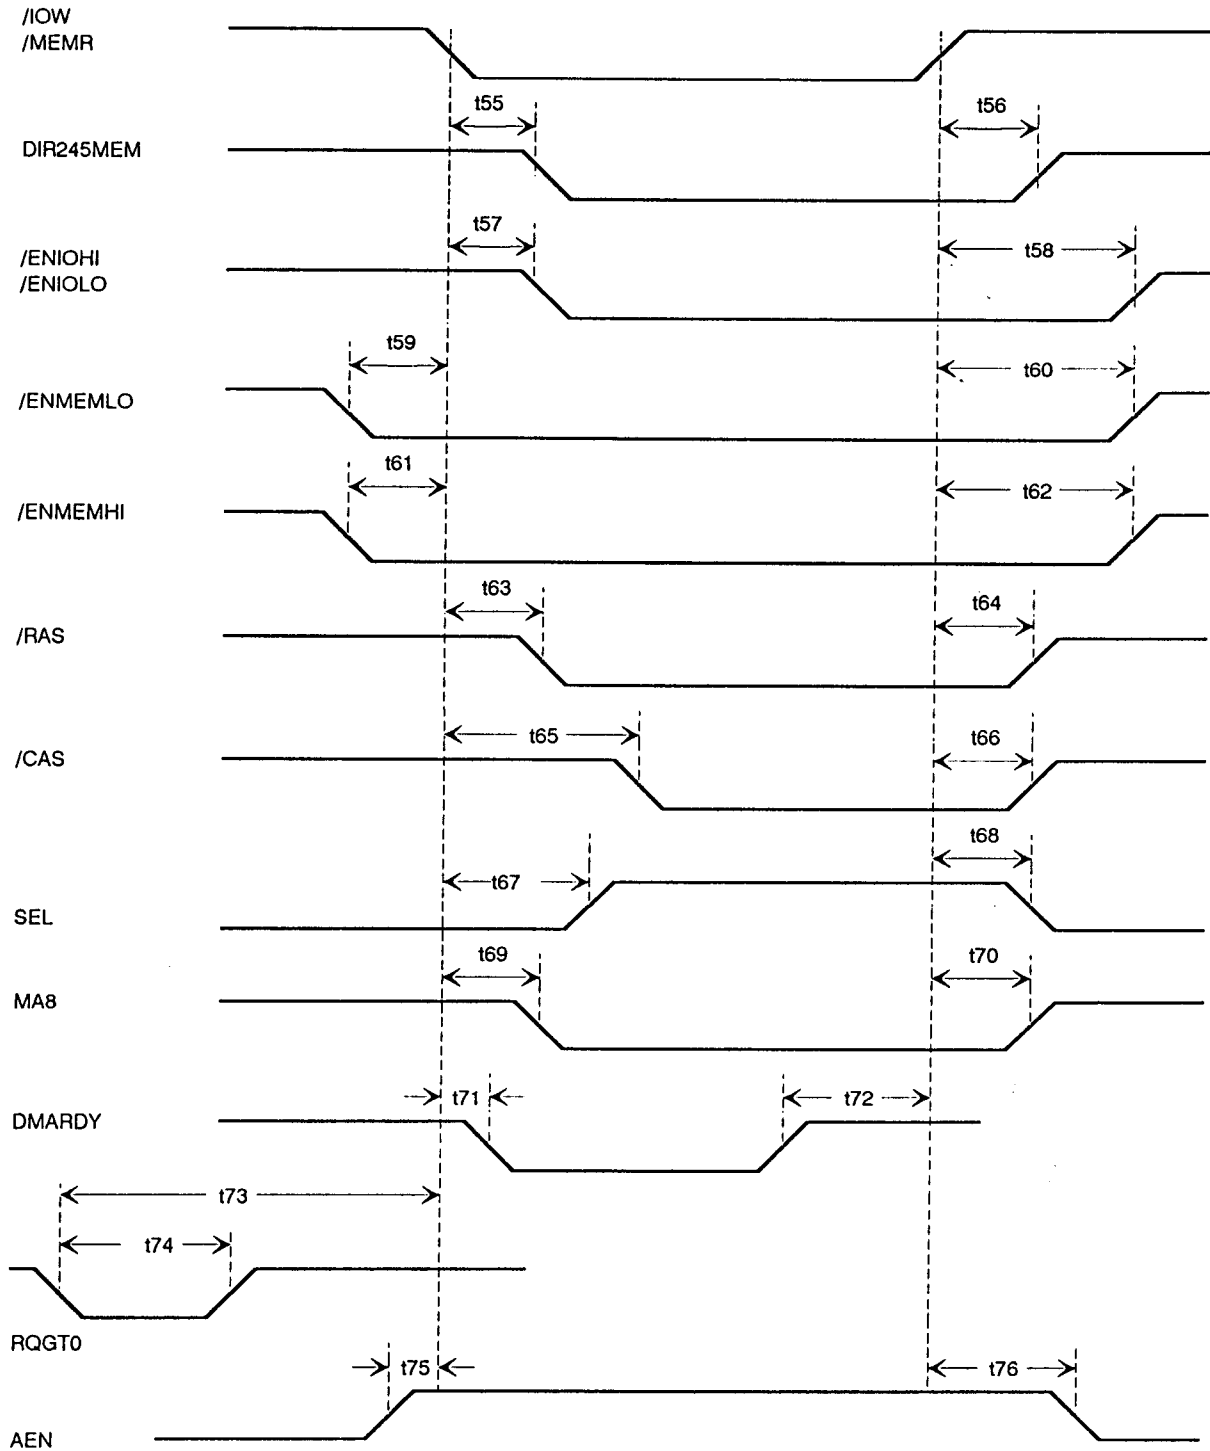 /IOW
/MEMR
t55
t56
DIR245MEM
t57
t58
/ENIOHI
/ENIOLO
t59
t60
/ENMEMLO
t61
t62
/ENMEMHI
t63
t64
/RAS
t65
t66
/CAS
t67
t68
SEL
t69
t70
MA8
t71
t72
DMARDY
t73
t74
RQGT0
t75
t76
AEN